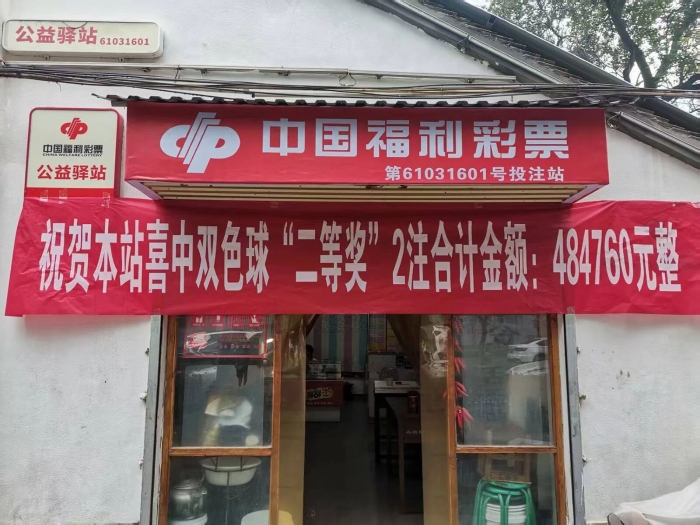 公益驿站 61031601
中国福利彩票
CHINA WELFARE LOTTERY
公益驿站
中国福利彩票
第61031601号投注站
祝贺本站喜中双色球“二等奖”2注合计金额：484760元整